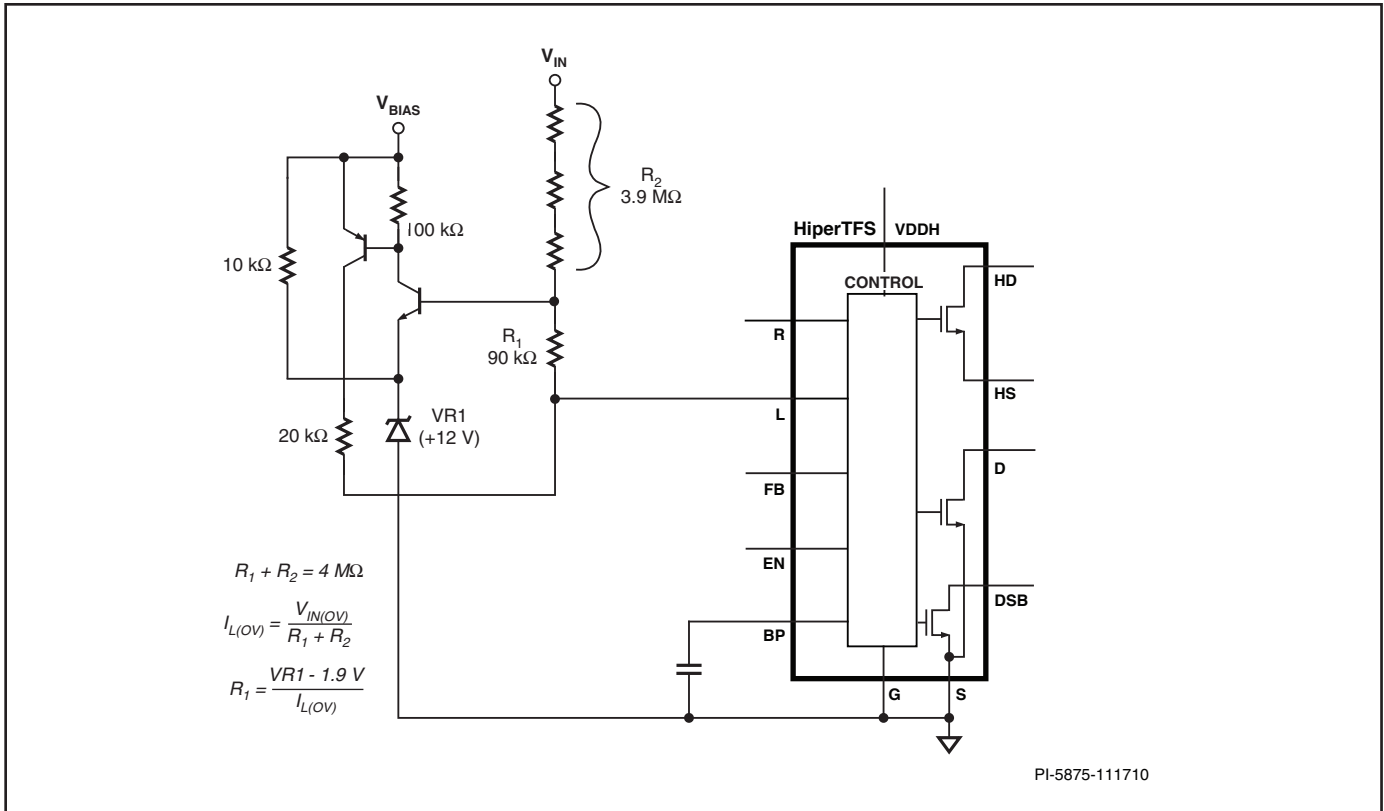 V_IN
V_BIAS
R_2
3.9 MΩ
100 kΩ
10 kΩ
HiperTFS
VDDH
CONTROL
HD
R
R_1
90 kΩ
HS
L
VR1
(+12 V)
20 kΩ
D
FB
EN
R_1 + R_2 = 4 MΩ
DSB
I_L(OV) = V_IN(OV) / R_1 + R_2
BP
R_1 = VR1 - 1.9 V / I_L(OV)
G
S
PI-5875-111710